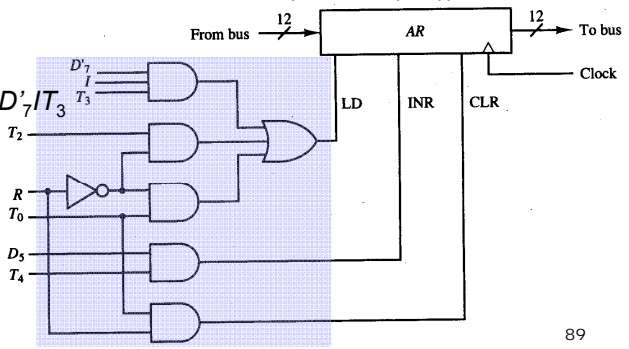 12
From bus
AR
12
To bus
Clock
LD
INR
CLR
D'7
I
T3
D'7IT3
T2
R
T0
D5
T4
89